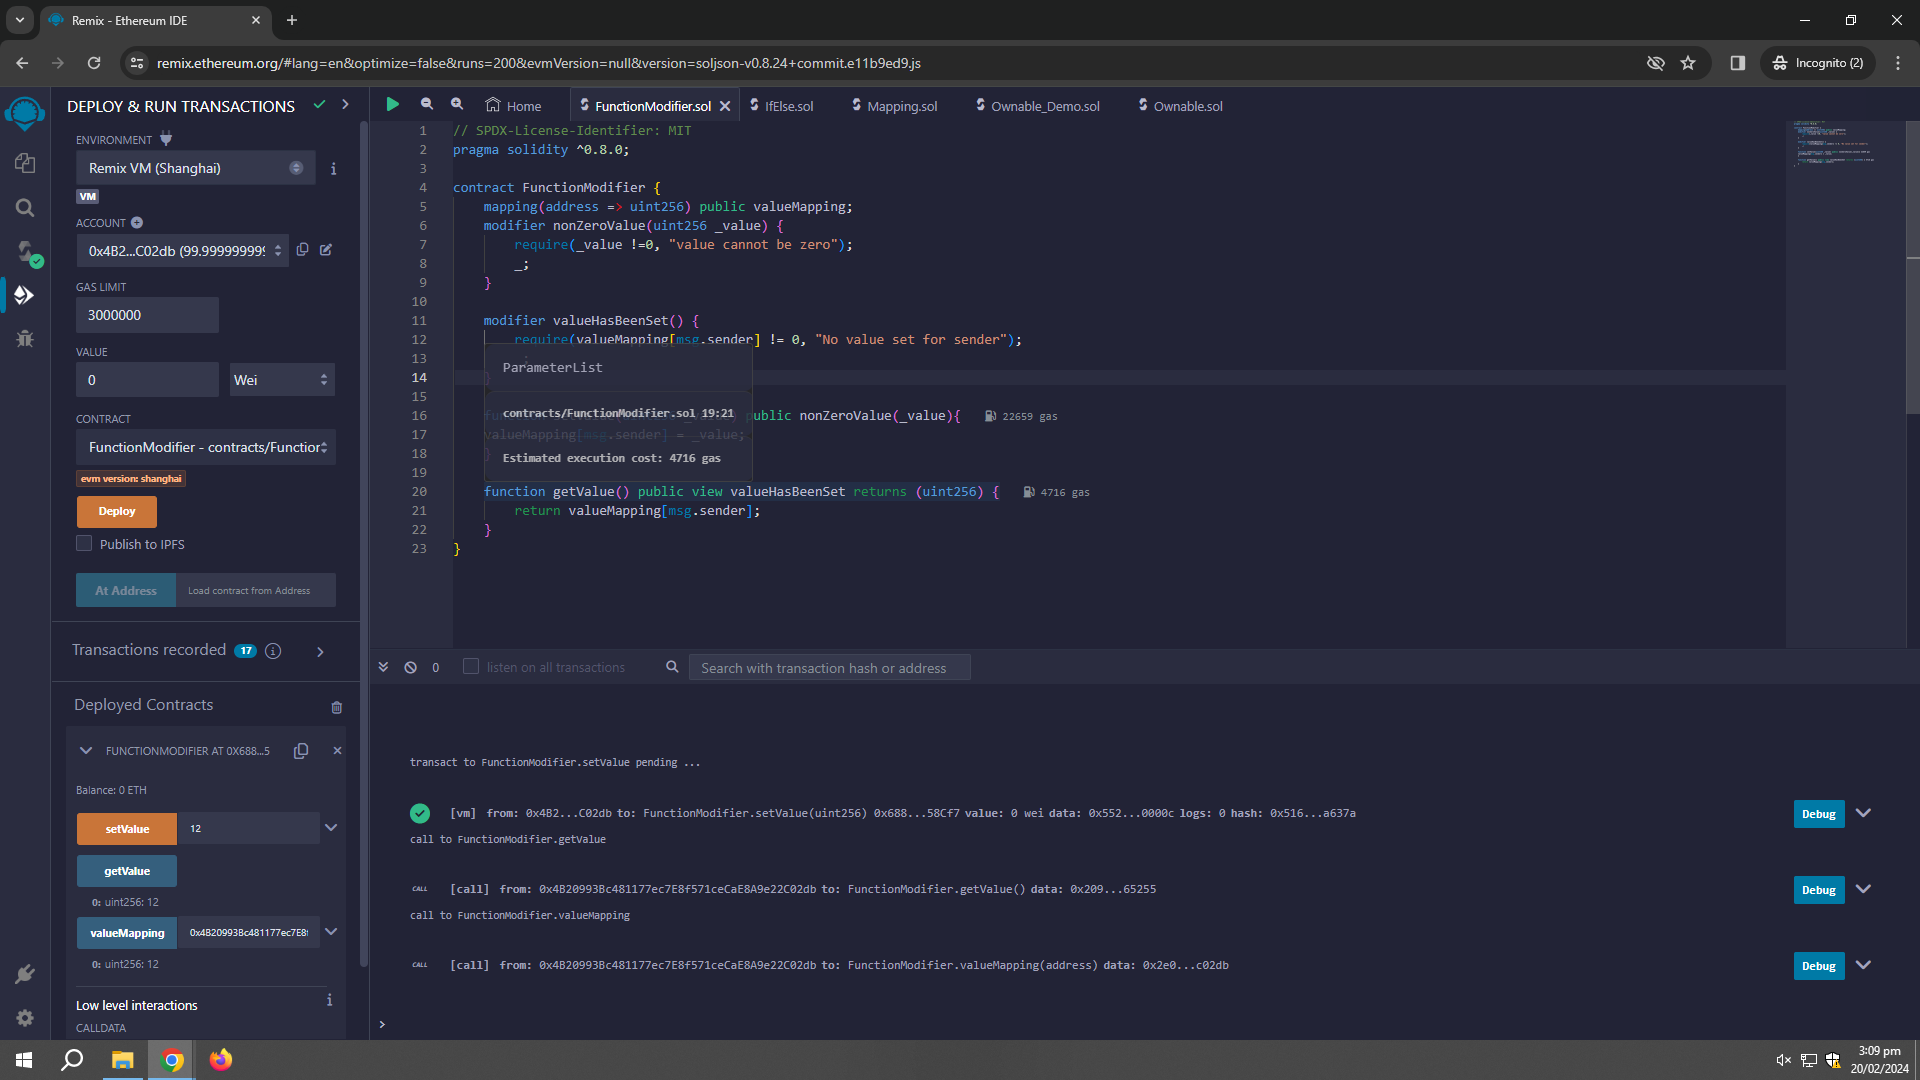 Remix - Ethereum IDE
remix.ethereum.org/#lang=en&optimize=false&runs=200&evmVersion=null&version=soljson-v0.8.24+commit.e11b9ed9.js
Incognito (2)
DEPLOY & RUN TRANSACTIONS
ENVIRONMENT
Remix VM (Shanghai)
VM
ACCOUNT
0x4B2...C02db (99.999999999
GAS LIMIT
3000000
VALUE
0
Wei
CONTRACT
FunctionModifier - contracts/Function
evm version: shanghai
Deploy
Publish to IPFS
At Address
Load contract from Address
Transactions recorded 17
Deployed Contracts
FUNCTIONMODIFIER AT 0X688...5
Balance: 0 ETH
setValue
12
getValue
0: uint256: 12
valueMapping
0x4B20993Bc481177ec7E8f
0: uint256: 12
Low level interactions
CALLDATA
Home
FunctionModifier.sol
IfElse.sol
Mapping.sol
Ownable_Demo.sol
Ownable.sol
1 // SPDX-License-Identifier: MIT
2 pragma solidity ^0.8.0;
3
4 contract FunctionModifier {
5 mapping(address => uint256) public valueMapping;
6 modifier nonZeroValue(uint256 _value) {
7 require(_value !=0, "value cannot be zero");
8 _;
9 }
10
11 modifier valueHasBeenSet() {
12 require(valueMapping[msg.sender] != 0, "No value set for sender");
13
14
15
16 public nonZeroValue(_value){ 22659 gas
17 valueMapping[msg.sender] = _value;
18 }
19
20 function getValue() public view valueHasBeenSet returns (uint256) { 4716 gas
21 return valueMapping[msg.sender];
22 }
23 }
ParameterList
contracts/FunctionModifier.sol 19:21
Estimated execution cost: 4716 gas
0
listen on all transactions
Search with transaction hash or address
transact to FunctionModifier.setValue pending ...
[vm] from: 0x4B2...C02db to: FunctionModifier.setValue(uint256) 0x688...58Cf7 value: 0 wei data: 0x552...0000c logs: 0 hash: 0x516...a637a
Debug
call to FunctionModifier.getValue
CALL [call] from: 0x4B20993Bc481177ec7E8f571ceCaE8A9e22C02db to: FunctionModifier.getValue() data: 0x209...65255
Debug
call to FunctionModifier.valueMapping
CALL [call] from: 0x4B20993Bc481177ec7E8f571ceCaE8A9e22C02db to: FunctionModifier.valueMapping(address) data: 0x2e0...c02db
Debug
>
3:09 pm
20/02/2024